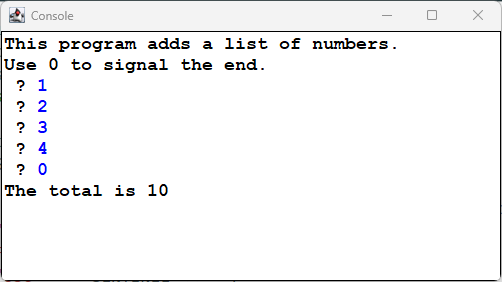 Console
This program adds a list of numbers.
Use 0 to signal the end.
? 1
? 2
? 3
? 4
? 0
The total is 10